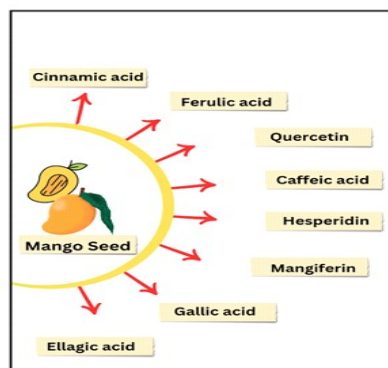 Cinnamic acid
Ferulic acid
Quercetin
Caffeic acid
Hesperidin
Mango Seed
Mangiferin
Gallic acid
Ellagic acid